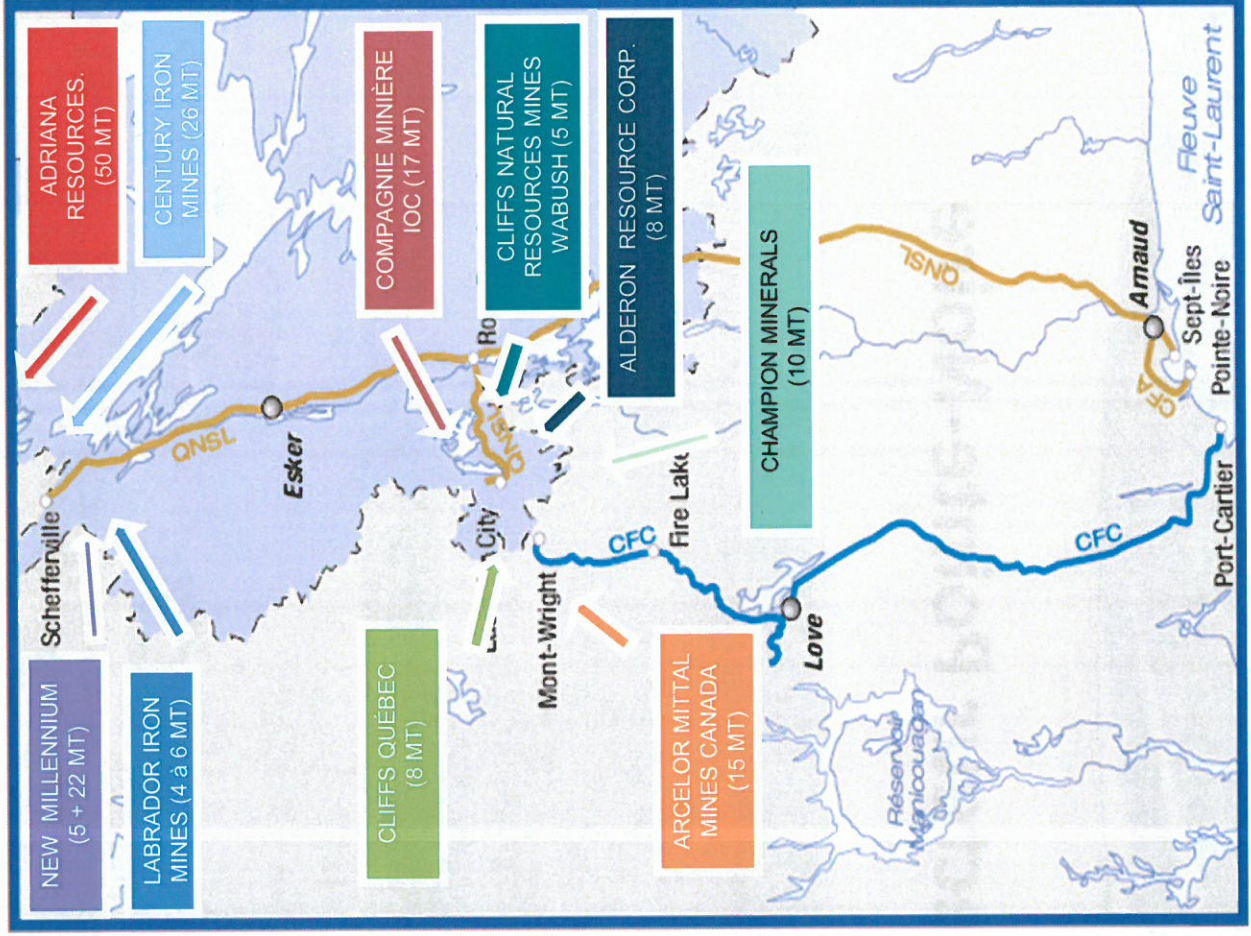 NEW MILLENNIUM
(5 + 22 MT)
Schefferville
ADRIANA
RESOURCES.
(50 MT)
LABRADOR IRON
MINES (4 à 6 MT)
CENTURY IRON
MINES (26 MT)
QNSL
Esker
CLIFFS QUÉBEC
(8 MT)
COMPAGNIE MINIÈRE
IOC (17 MT)
City
QNSL
Ro
CLIFFS NATURAL
RESOURCES MINES
WABUSH (5 MT)
Mont-Wright
ALDERON RESOURCE CORP.
(8 MT)
CFC
Fire Lake
ARCELOR MITTAL
MINES CANADA
(15 MT)
CHAMPION MINERALS
(10 MT)
Love
QNSL
Réservoir
Manicouagan
CFC
Arnaud
CFA
Sept-Îles
Pointe-Noire
Port-Cartier
Fleuve
Saint-Laurent